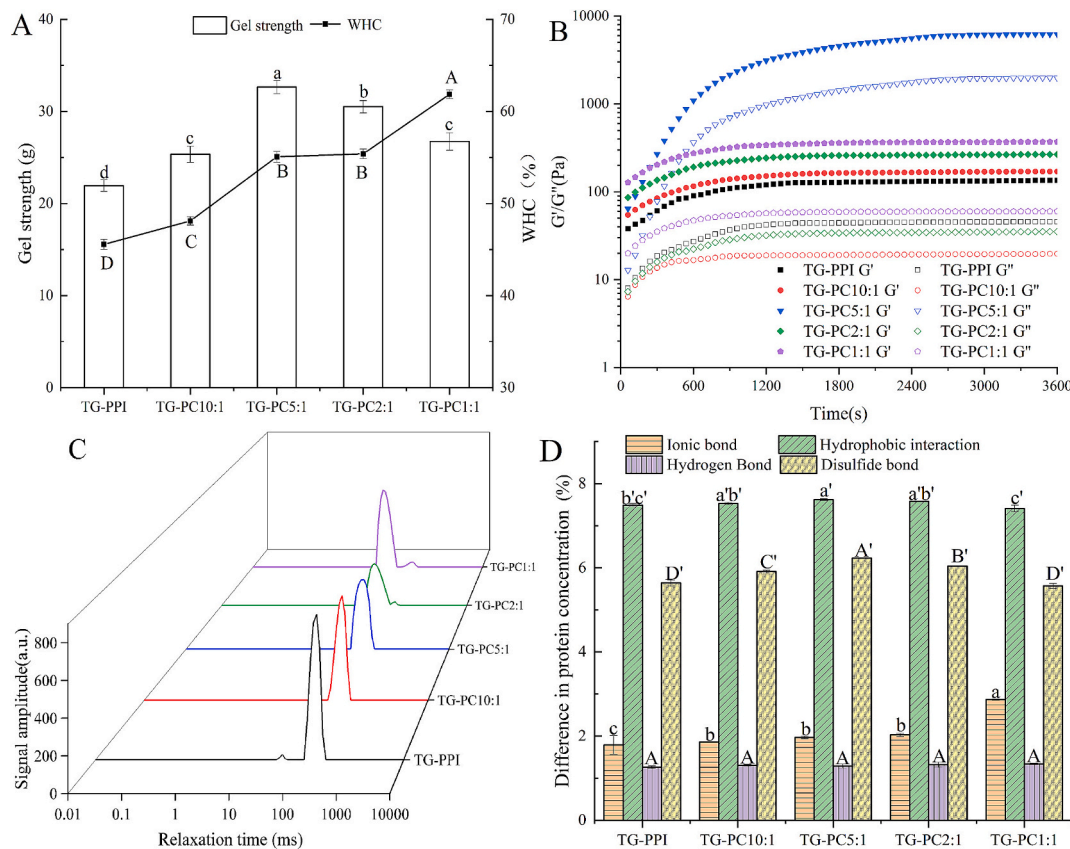 A
Gel strength
WHC
40
30
20
10
0
Gel strength (g)
70
60
50
40
30
WHC (%)
d
c
a
b
c
D
C
B
B
A
TG-PPI
TG-PC10:1
TG-PC5:1
TG-PC2:1
TG-PC1:1
B
10000
1000
100
10
1
G'/G''(Pa)
TG-PPI G'
TG-PPI G''
TG-PC10:1 G'
TG-PC10:1 G''
TG-PC5:1 G'
TG-PC5:1 G''
TG-PC2:1 G'
TG-PC2:1 G''
TG-PC1:1 G'
TG-PC1:1 G''
0
600
1200
1800
2400
3000
3600
Time(s)
C
TG-PC1:1
TG-PC2:1
TG-PC5:1
TG-PC10:1
TG-PPI
800
600
400
200
0
Signal amplitude(a.u.)
0.01
0.1
1
10
100
1000
10000
Relaxation time (ms)
D
Ionic bond
Hydrophobic interaction
Hydrogen Bond
Disulfide bond
8
6
4
2
0
Difference in protein concentration (%)
c
A
b'c'
D'
b
A
a'b'
C'
b
A
a'
A'
b
A
a'b'
B'
a
A
c'
D'
TG-PPI
TG-PC10:1
TG-PC5:1
TG-PC2:1
TG-PC1:1